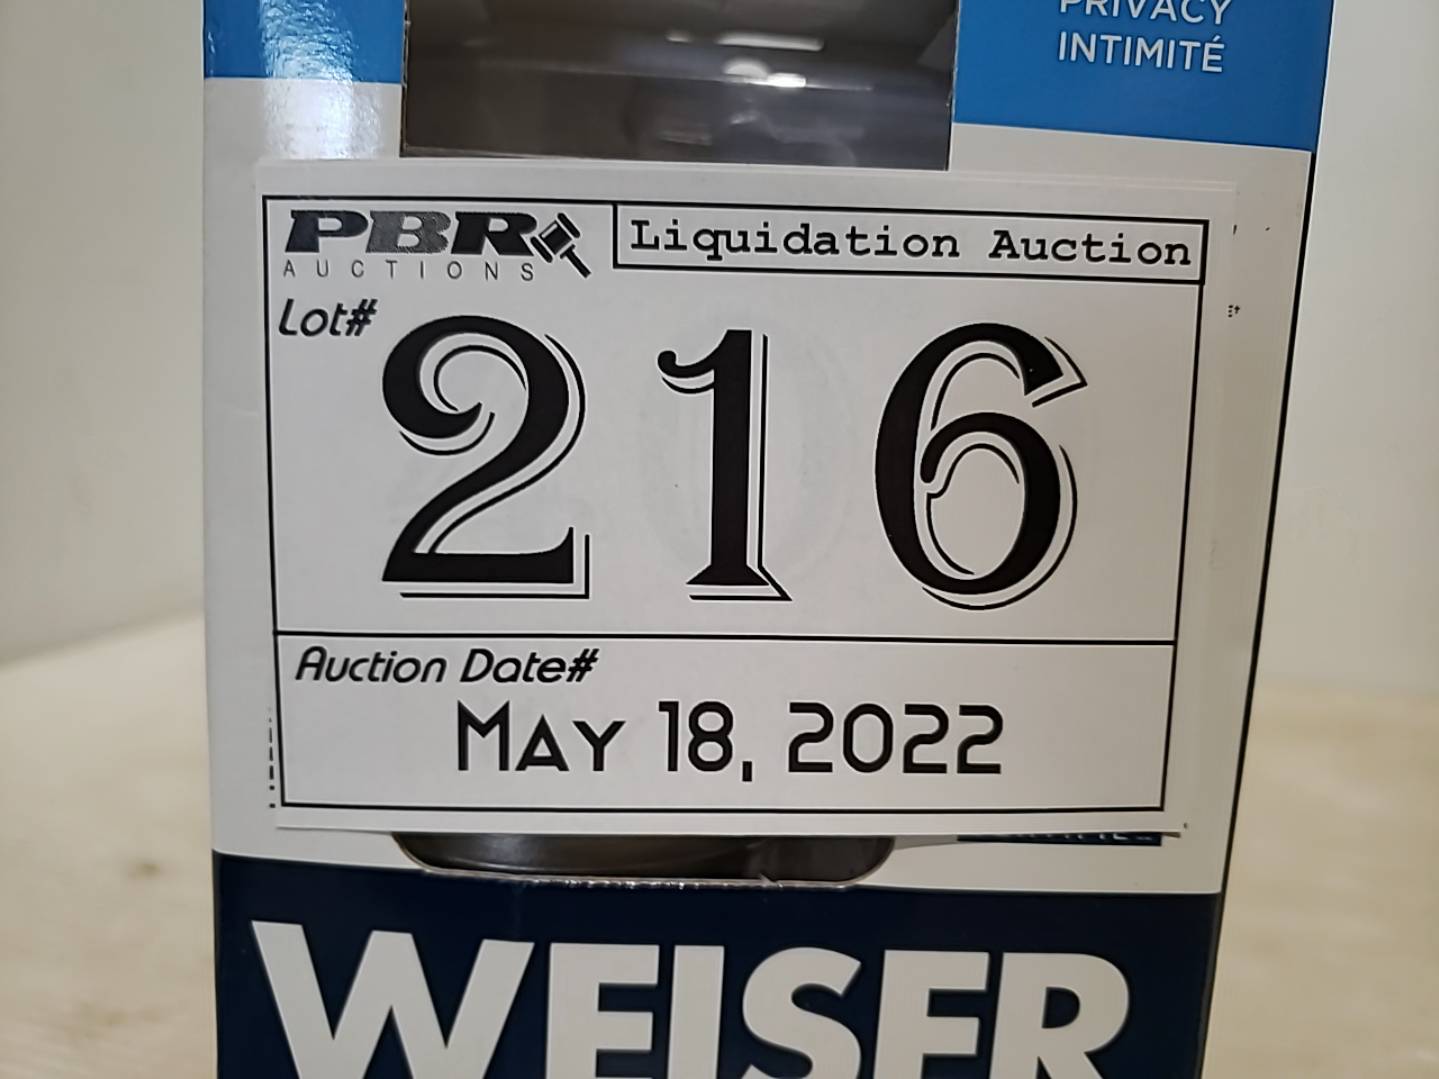 PRIVACY
INTIMITÉ
PBR
AUCTIONS
Liquidation Auction
Lot#
216
Auction Date#
MAY 18, 2022
WEISER